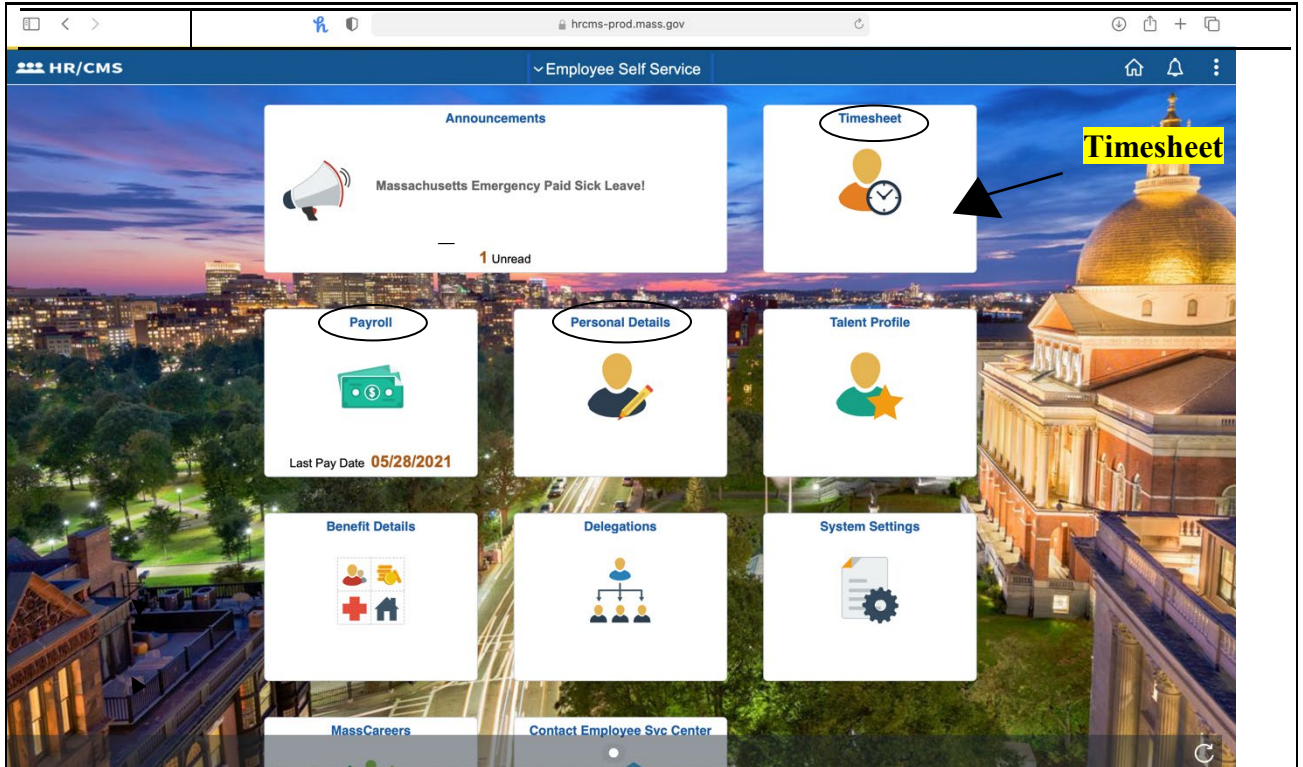 hrcms-prod.mass.gov
HR/CMS
Employee Self Service
Announcements
Massachusetts Emergency Paid Sick Leave!
1 Unread
Timesheet
Timesheet
Payroll
Last Pay Date 05/28/2021
Personal Details
Talent Profile
Benefit Details
Delegations
System Settings
MassCareers
Contact Employee Svc Center